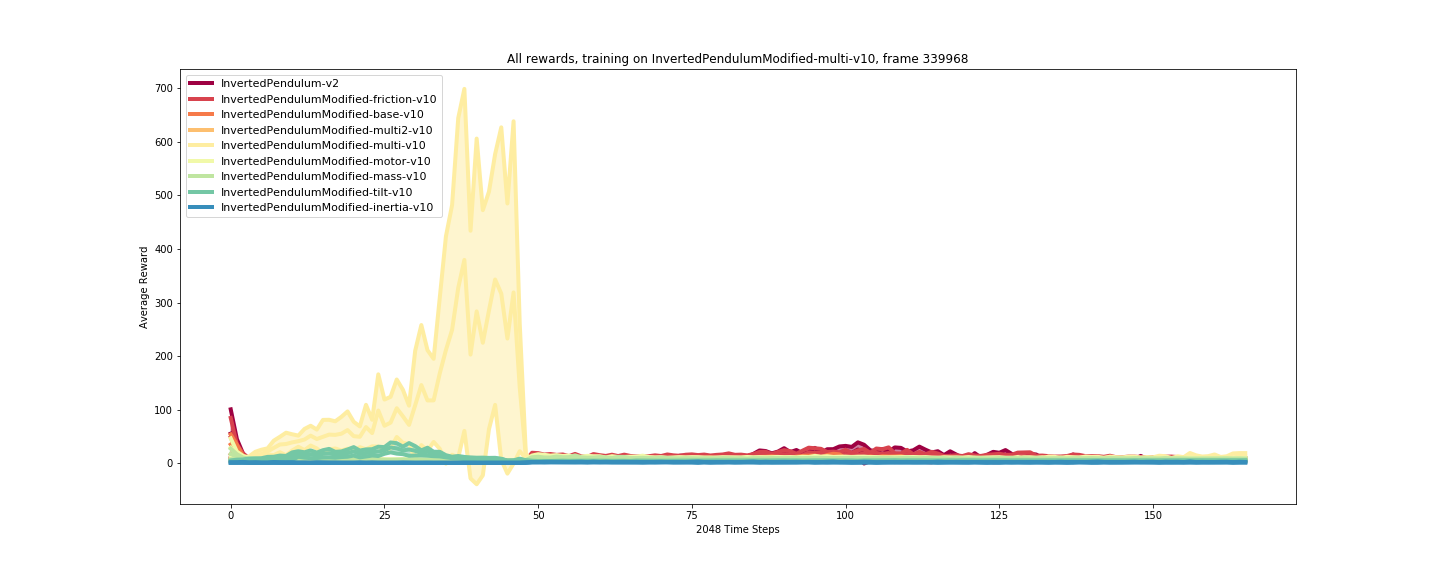 All rewards, training on InvertedPendulumModified-multi-v10, frame 339968
InvertedPendulum-v2
InvertedPendulumModified-friction-v10
InvertedPendulumModified-base-v10
InvertedPendulumModified-multi2-v10
InvertedPendulumModified-multi-v10
InvertedPendulumModified-motor-v10
InvertedPendulumModified-mass-v10
InvertedPendulumModified-tilt-v10
InvertedPendulumModified-inertia-v10
Average Reward
700
600
500
400
300
200
100
0
0 25 50 75 100 125 150
2048 Time Steps